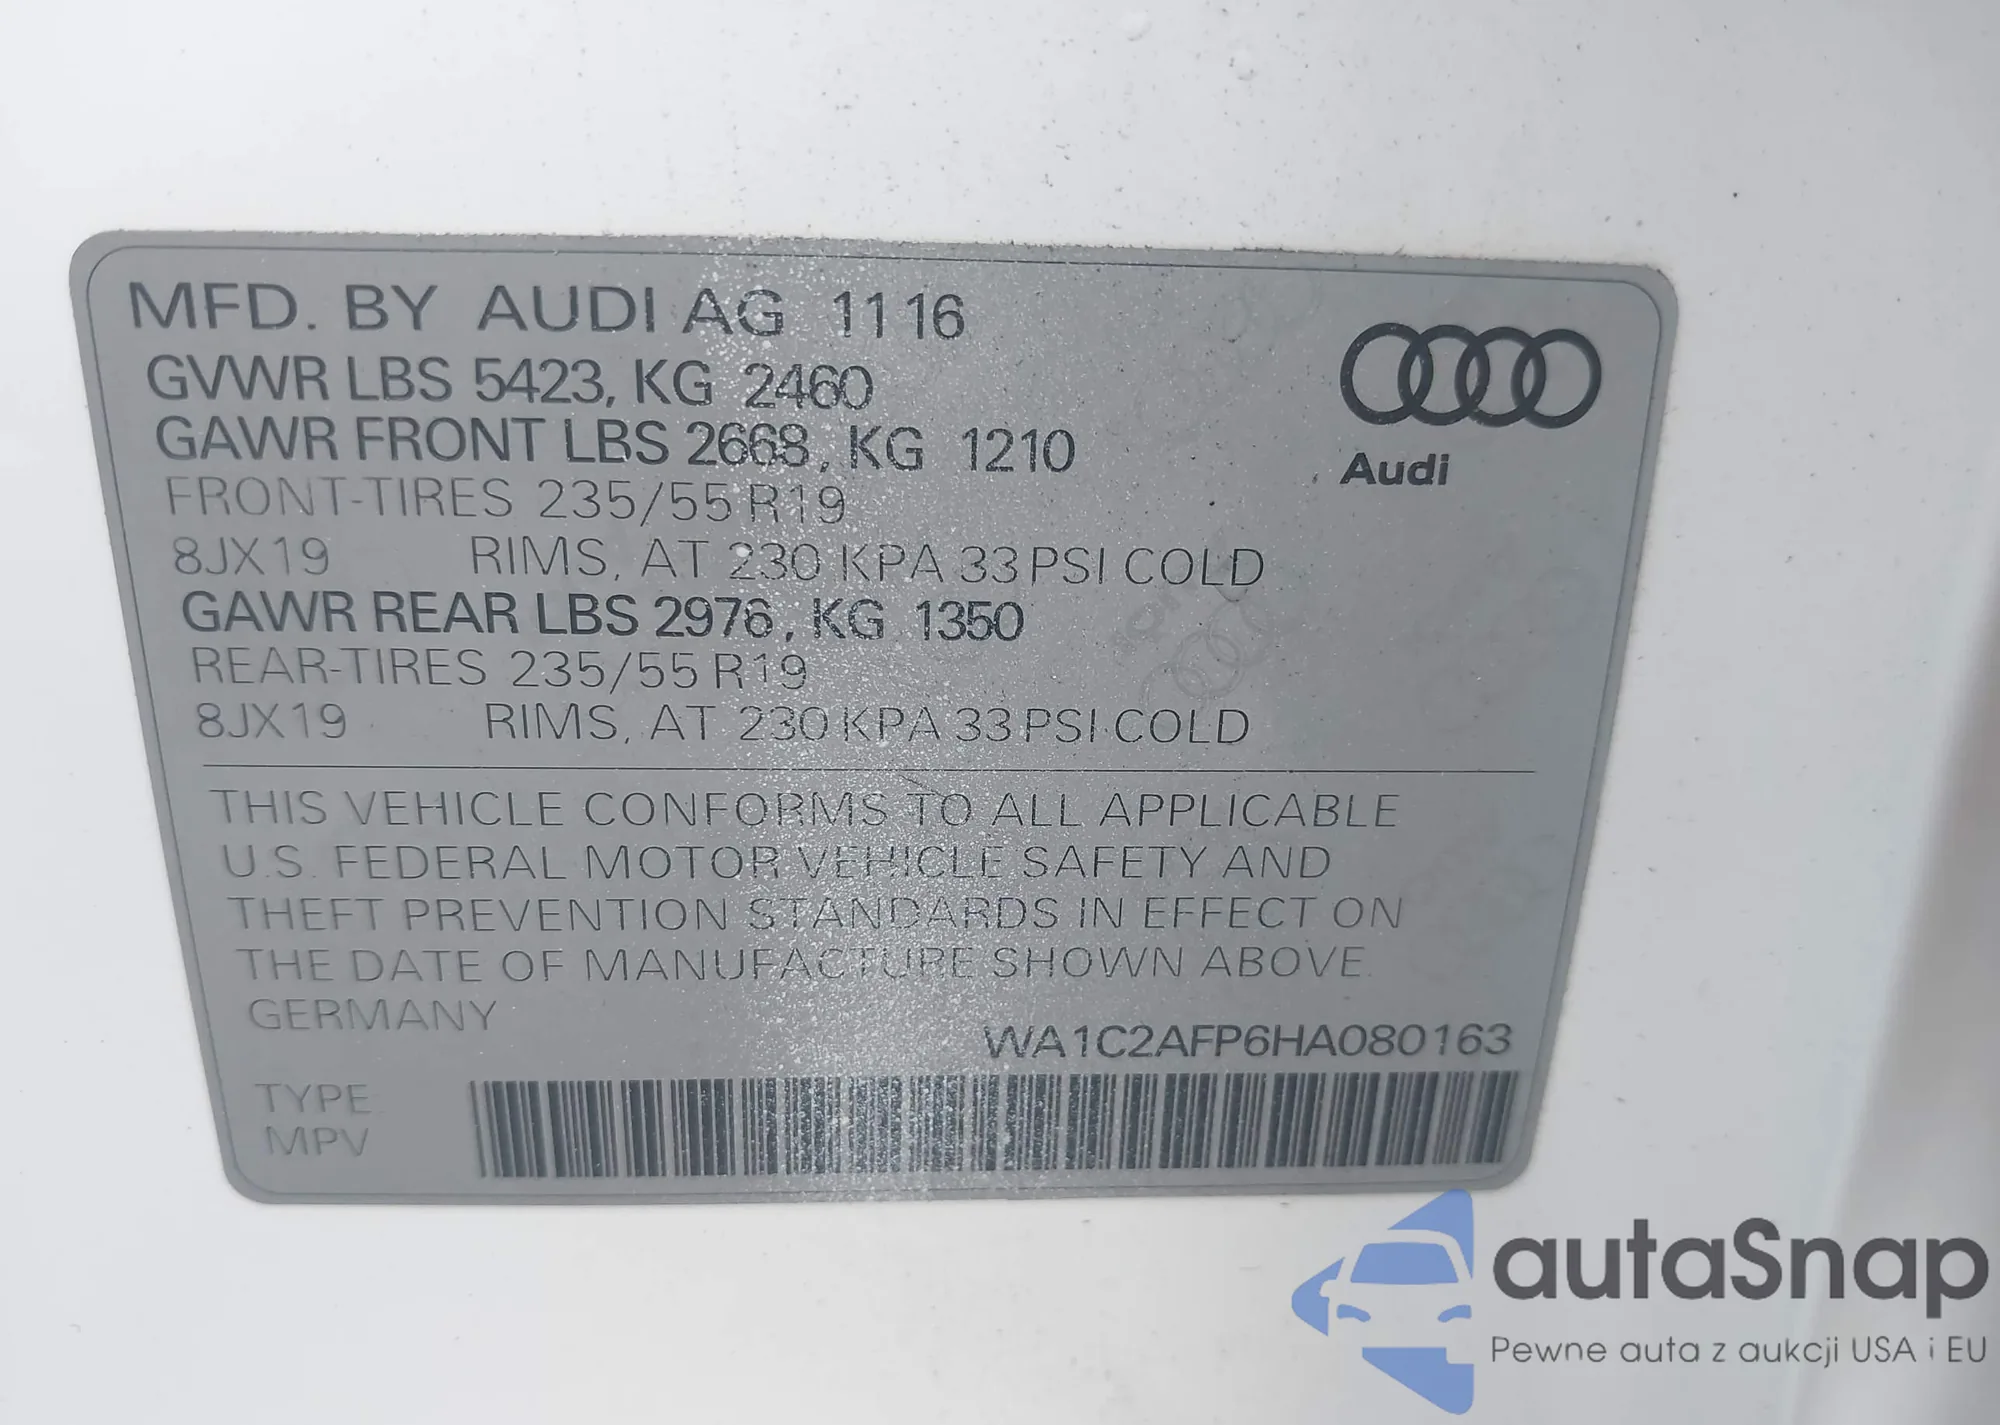 MFD. BY AUDI AG 11 16
GVWR LBS 5423, KG 2460
GAWR FRONT LBS 2668, KG 1210
FRONT-TIRES 235/55 R19
8JX19 RIMS, AT 230 KPA 33 PSI COLD
GAWR REAR LBS 2976, KG 1350
REAR-TIRES 235/55 R19
8JX19 RIMS, AT 230 KPA 33 PSI COLD
Audi
THIS VEHICLE CONFORMS TO ALL APPLICABLE
U.S. FEDERAL MOTOR VEHICLE SAFETY AND
THEFT PREVENTION STANDARDS IN EFFECT ON
THE DATE OF MANUFACTURE SHOWN ABOVE.
GERMANY
WA1C2AFP6HA080163
TYPE
MPV
autaSnap
Pewne auta z aukcji USA i EU